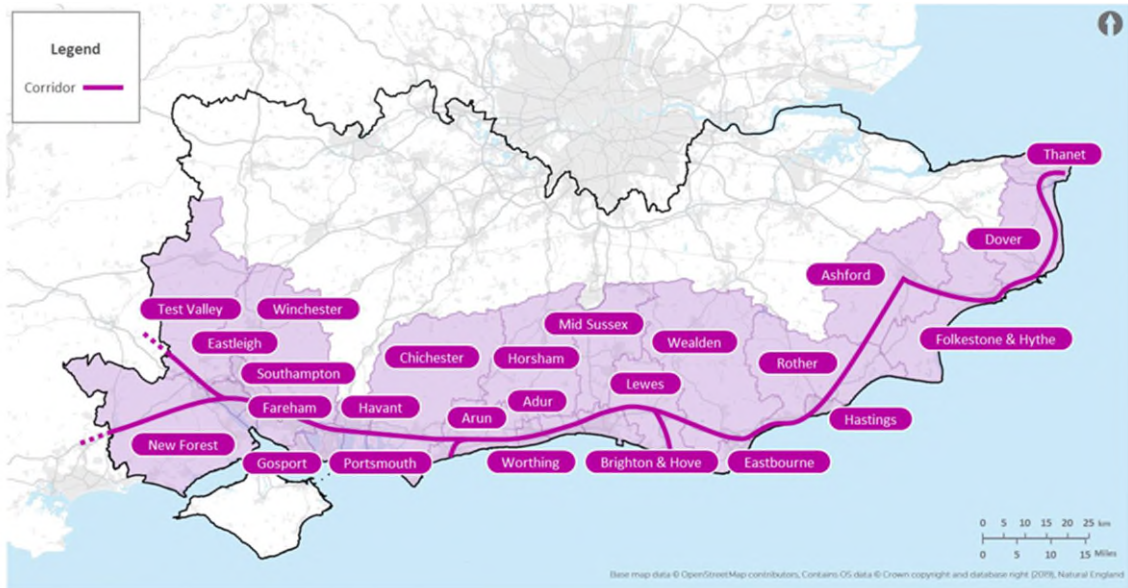 Legend
Corridor
Thanet
Dover
Ashford
Test Valley
Winchester
Mid Sussex
Eastleigh
Folkestone & Hythe
Wealden
Chichester
Horsham
Rother
Southampton
Lewes
Adur
Fareham
Havant
Arun
Hastings
New Forest
Gosport
Portsmouth
Worthing
Brighton & Hove
Eastbourne
0 5 10 15 20 25 km
0 5 10 15 Miles
Base map data © OpenStreetMap contributors, Contains OS data © Crown copyright and database right (2019), Natural England